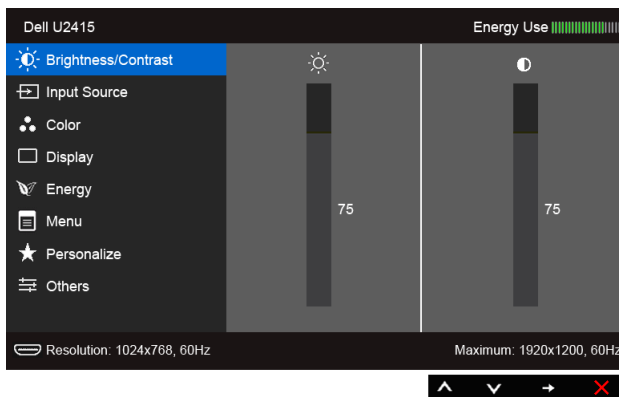 Dell U2415
Energy Use
Brightness/Contrast
Input Source
Color
Display
Energy
Menu
Personalize
Others
75
75
Resolution: 1024x768, 60Hz
Maximum: 1920x1200, 60Hz